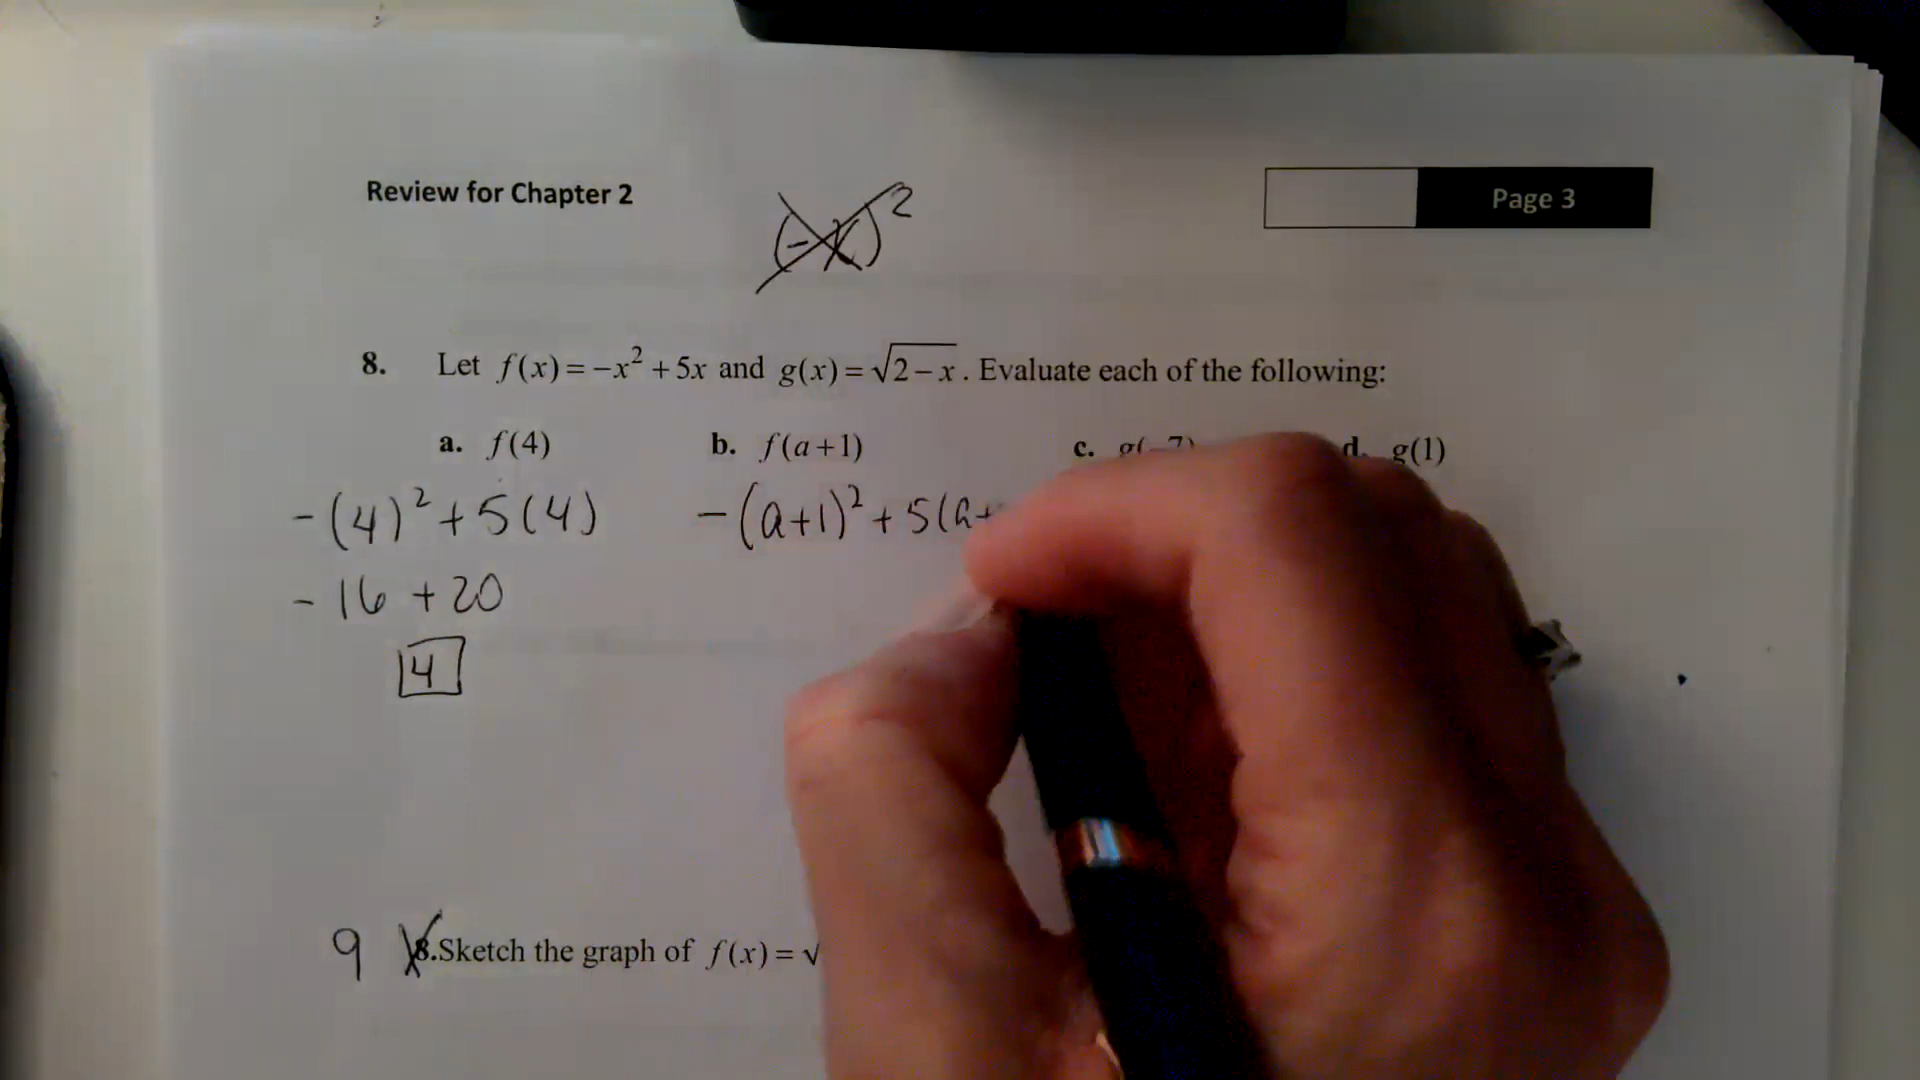 Review for Chapter 2
(-x)²
Page 3
8. Let f(x) = −x² + 5x and g(x) = √(2 − x). Evaluate each of the following:
a. f(4) b. f(a+1) c. g(−7) d. g(1)
-(4)² + 5(4) -(a+1)² + 5(a+
- 16 + 20
4
9 8. Sketch the graph of f(x) = √